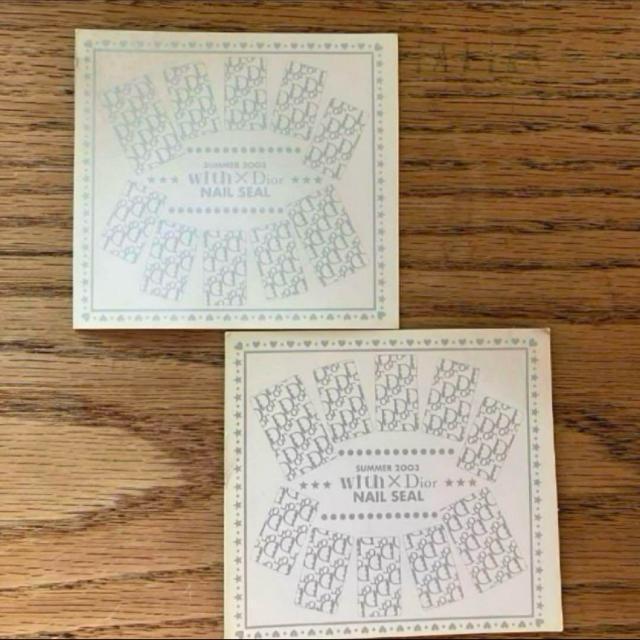 SUMMER 2003
with×Dior
NAIL SEAL
SUMMER 2003
with×Dior
NAIL SEAL